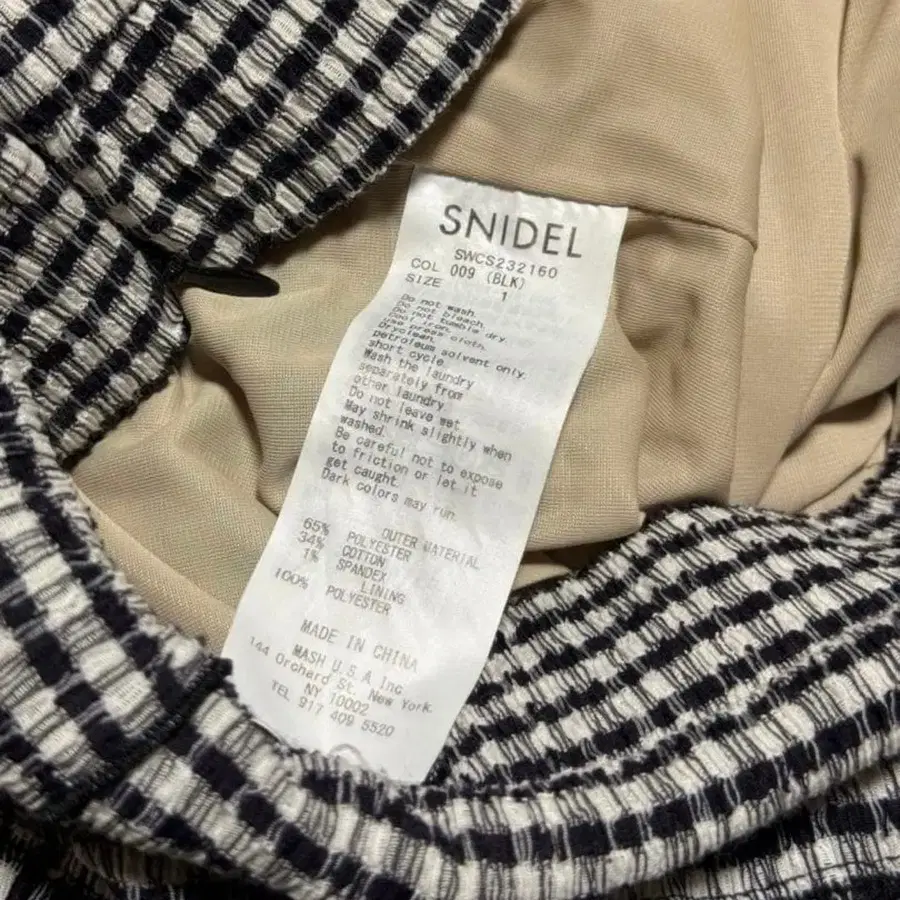 SNIDEL
SWCS232160
COL 009 (BLK)
SIZE 1
Do not wash.
Do not bleach.
Do not tumble dry.
Cool iron.
Use press cloth.
Dryclean.
petroleum solvent only.
short cycle.
Wash the laundry
separately from
other laundry.
Do not leave wet.
May shrink slightly when
washed.
Be careful not to expose
to friction or let it
get caught.
Dark colors may run.
OUTER MATERIAL
65% POLYESTER
34% COTTON
1% SPANDEX
LINING
100% POLYESTER
MADE IN CHINA
MASH U.S.A Inc
144 Orchard St. New York.
NY 10002
TEL 917 409 5520